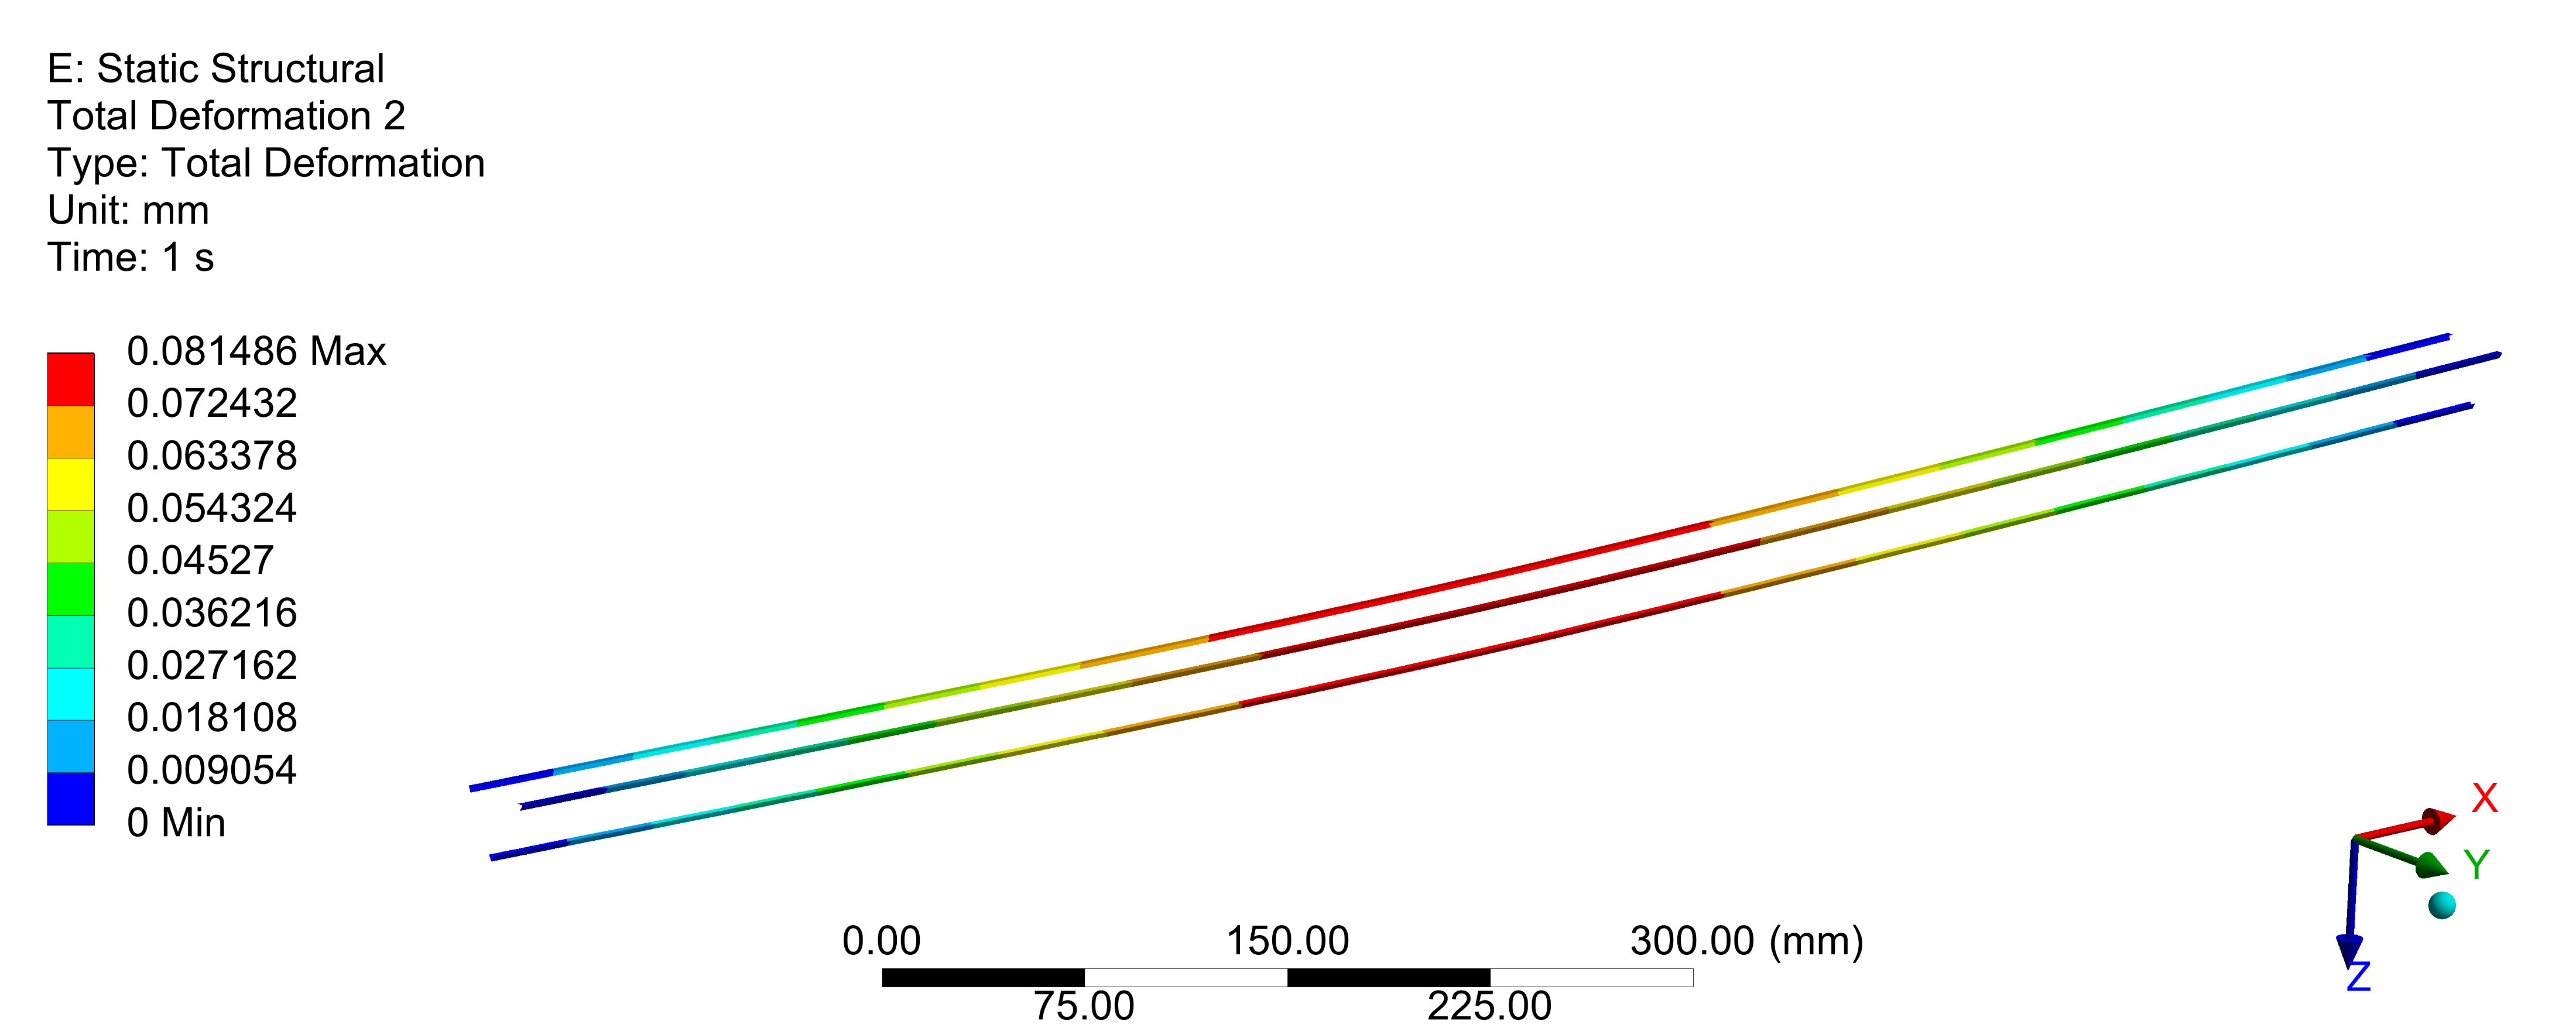 E: Static Structural
Total Deformation 2
Type: Total Deformation
Unit: mm
Time: 1 s
0.081486 Max
0.072432
0.063378
0.054324
0.04527
0.036216
0.027162
0.018108
0.009054
0 Min
X
Y
Z
0.00 150.00 300.00 (mm)
75.00 225.00